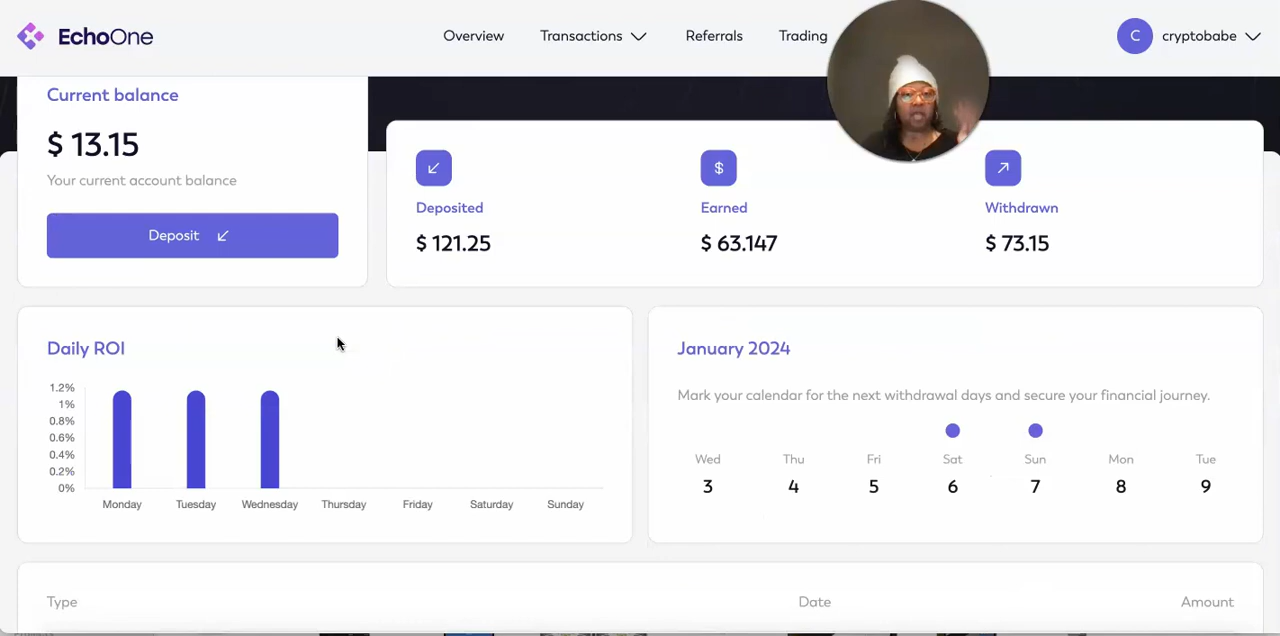 EchoOne
Overview
Transactions
Referrals
Trading
C
cryptobabe
Current balance
$ 13.15
Your current account balance
Deposit
Deposited
$ 121.25
$
Earned
$ 63.147
Withdrawn
$ 73.15
Daily ROI
1.2%
1%
0.8%
0.6%
0.4%
0.2%
0%
Monday Tuesday Wednesday Thursday Friday Saturday Sunday
January 2024
Mark your calendar for the next withdrawal days and secure your financial journey.
Wed Thu Fri Sat Sun Mon Tue
3 4 5 6 7 8 9
Type Date Amount